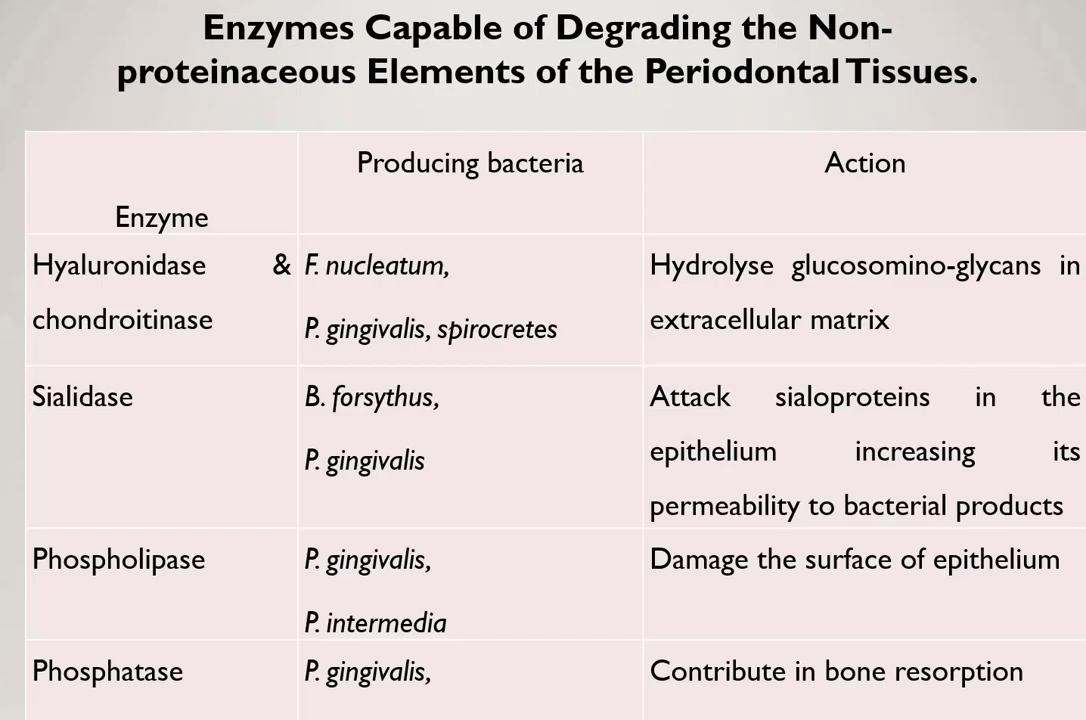 Enzymes Capable of Degrading the Non-
proteinaceous Elements of the Periodontal Tissues.
Enzyme
Producing bacteria
Action
Hyaluronidase &
chondroitinase
F. nucleatum,
P. gingivalis, spirocretes
Hydrolyse glucosomino-glycans in
extracellular matrix
Sialidase
B. forsythus,
P. gingivalis
Attack sialoproteins in the
epithelium increasing its
permeability to bacterial products
Phospholipase
P. gingivalis,
P. intermedia
Damage the surface of epithelium
Phosphatase
P. gingivalis,
Contribute in bone resorption